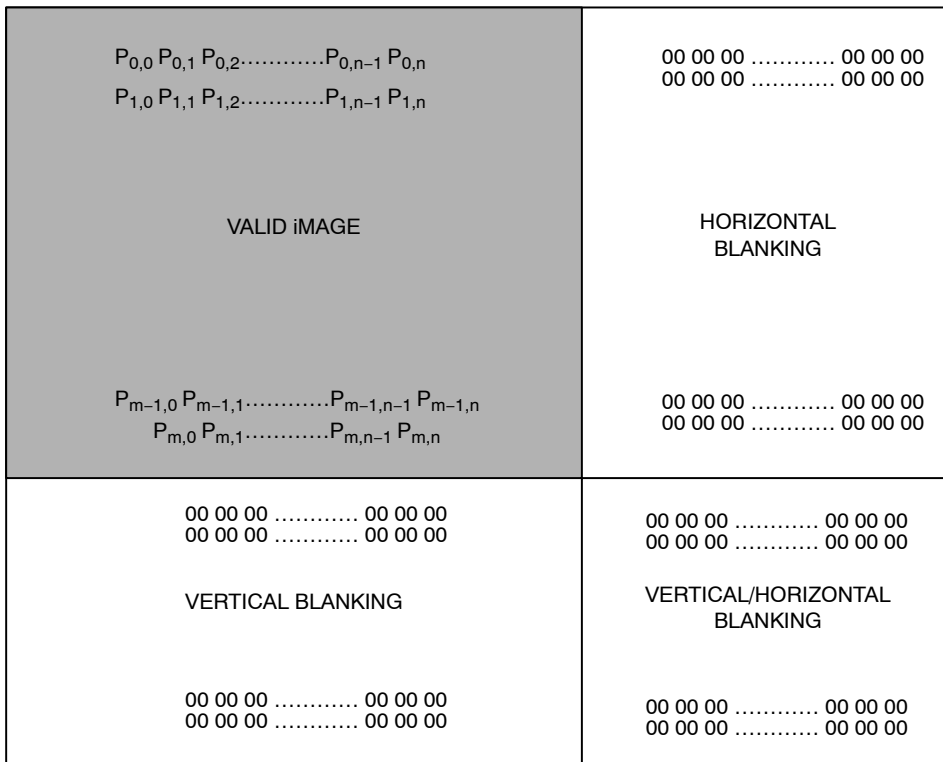 P0,0 P0,1 P0,2............P0,n−1 P0,n
P1,0 P1,1 P1,2............P1,n−1 P1,n
VALID iMAGE
Pm−1,0 Pm−1,1............Pm−1,n−1 Pm−1,n
Pm,0 Pm,1............Pm,n−1 Pm,n
00 00 00 ............ 00 00 00
00 00 00 ............ 00 00 00
HORIZONTAL
BLANKING
00 00 00 ............ 00 00 00
00 00 00 ............ 00 00 00
00 00 00 ............ 00 00 00
00 00 00 ............ 00 00 00
VERTICAL BLANKING
00 00 00 ............ 00 00 00
00 00 00 ............ 00 00 00
00 00 00 ............ 00 00 00
00 00 00 ............ 00 00 00
VERTICAL/HORIZONTAL
BLANKING
00 00 00 ............ 00 00 00
00 00 00 ............ 00 00 00